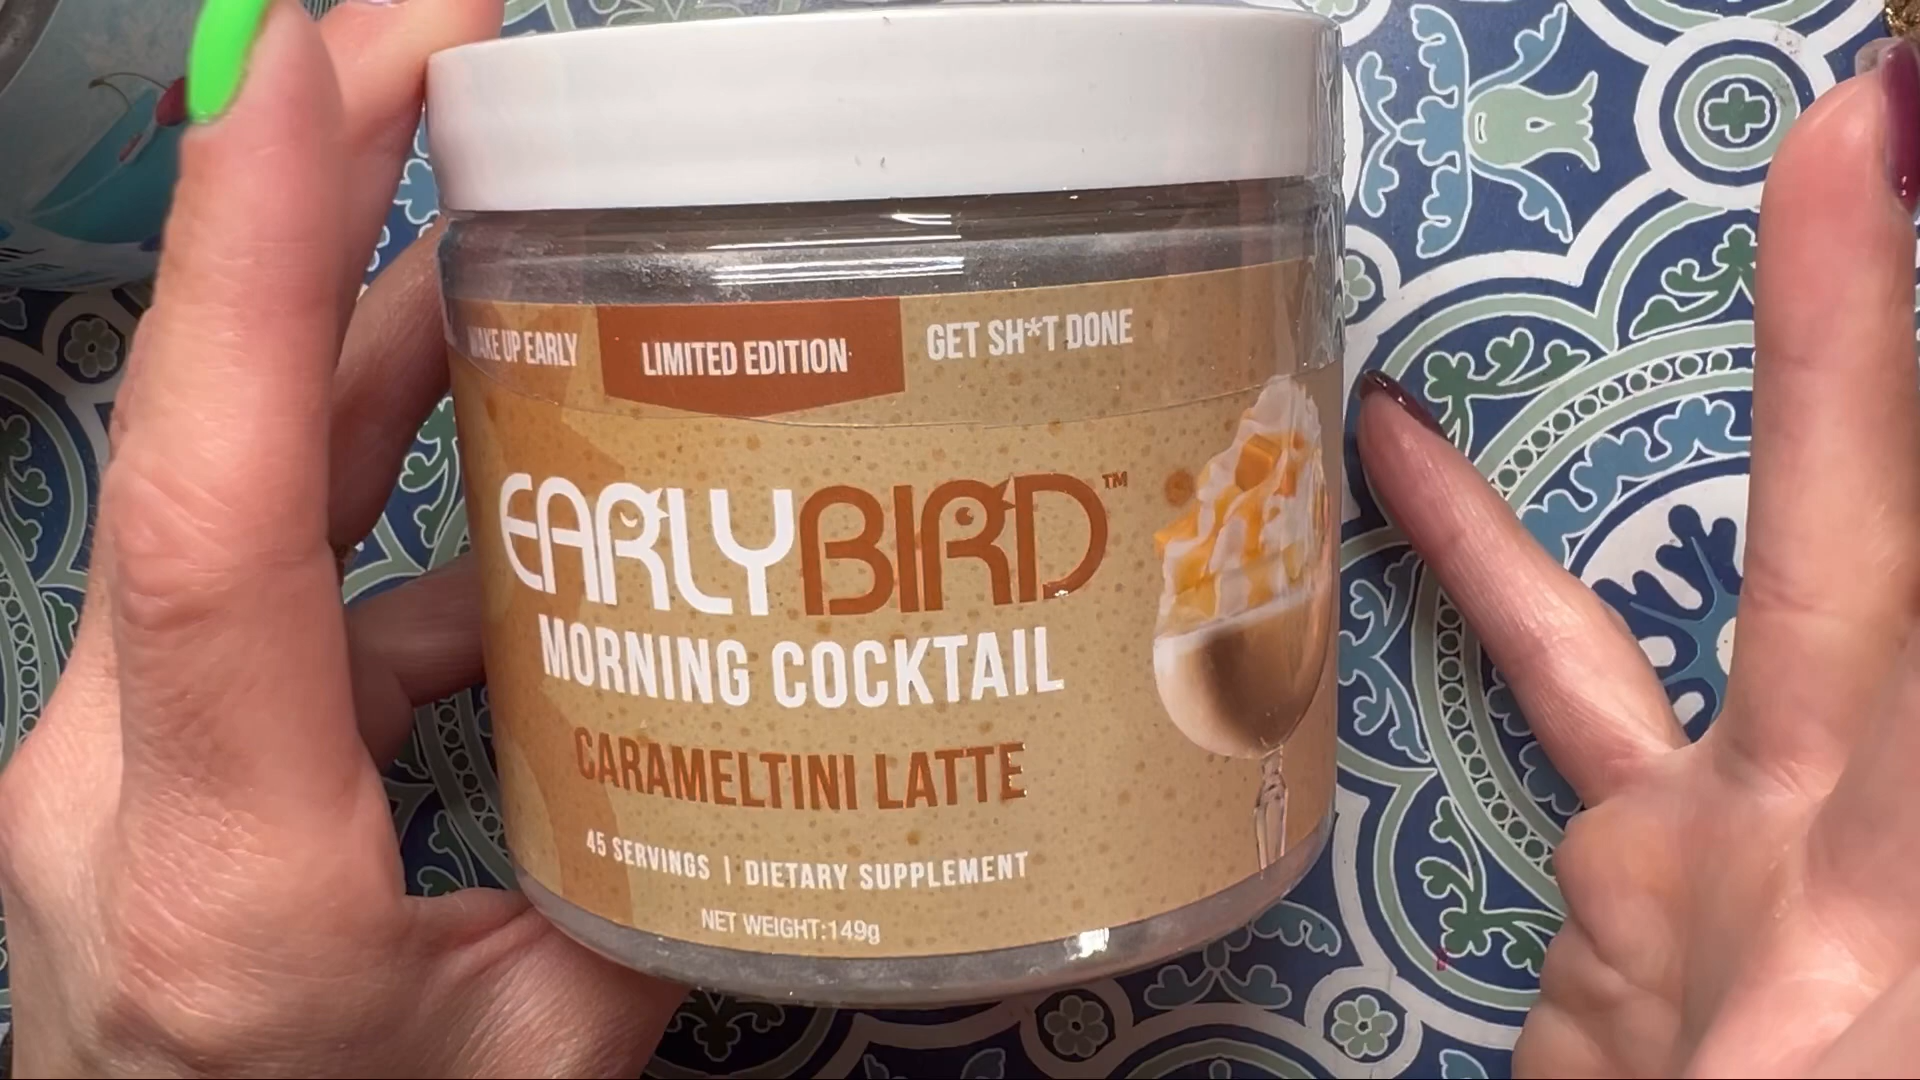 WAKE UP EARLY
LIMITED EDITION
GET SH*T DONE
EARLYBIRD™
MORNING COCKTAIL
CARAMELTINI LATTE
45 SERVINGS | DIETARY SUPPLEMENT
NET WEIGHT:149g